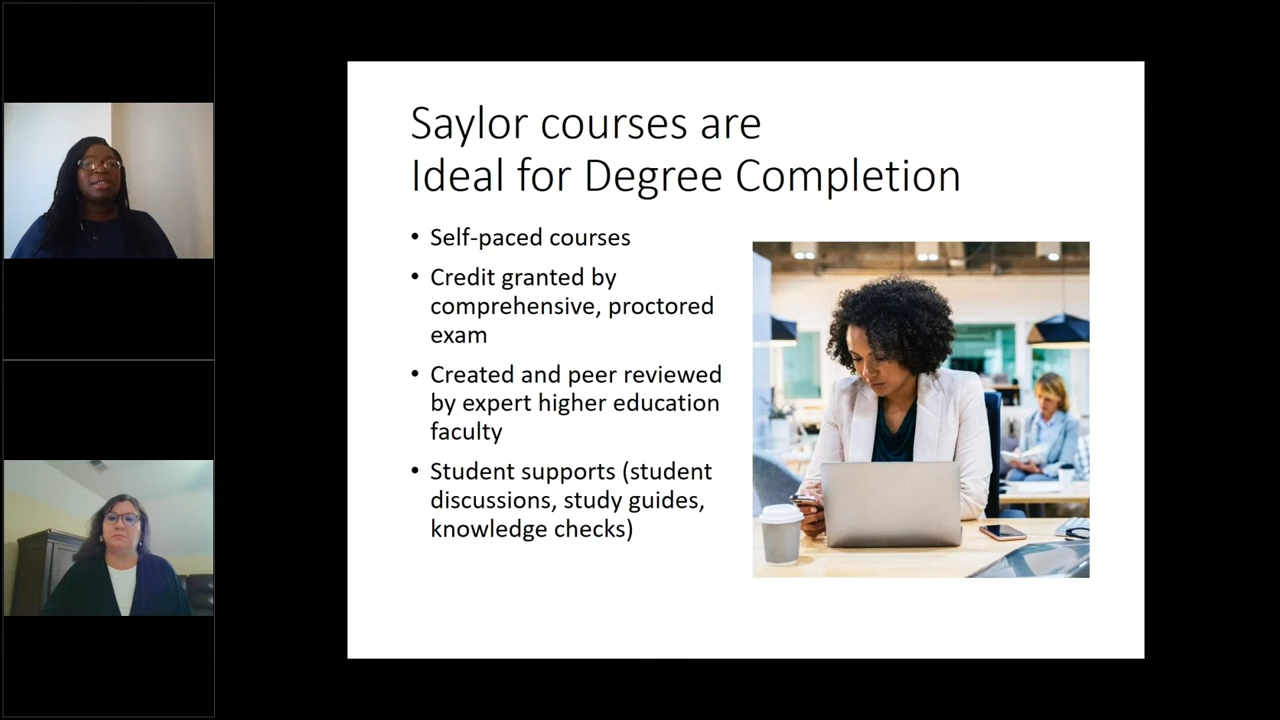 Saylor courses are
Ideal for Degree Completion
• Self-paced courses
• Credit granted by
comprehensive, proctored
exam
• Created and peer reviewed
by expert higher education
faculty
• Student supports (student
discussions, study guides,
knowledge checks)